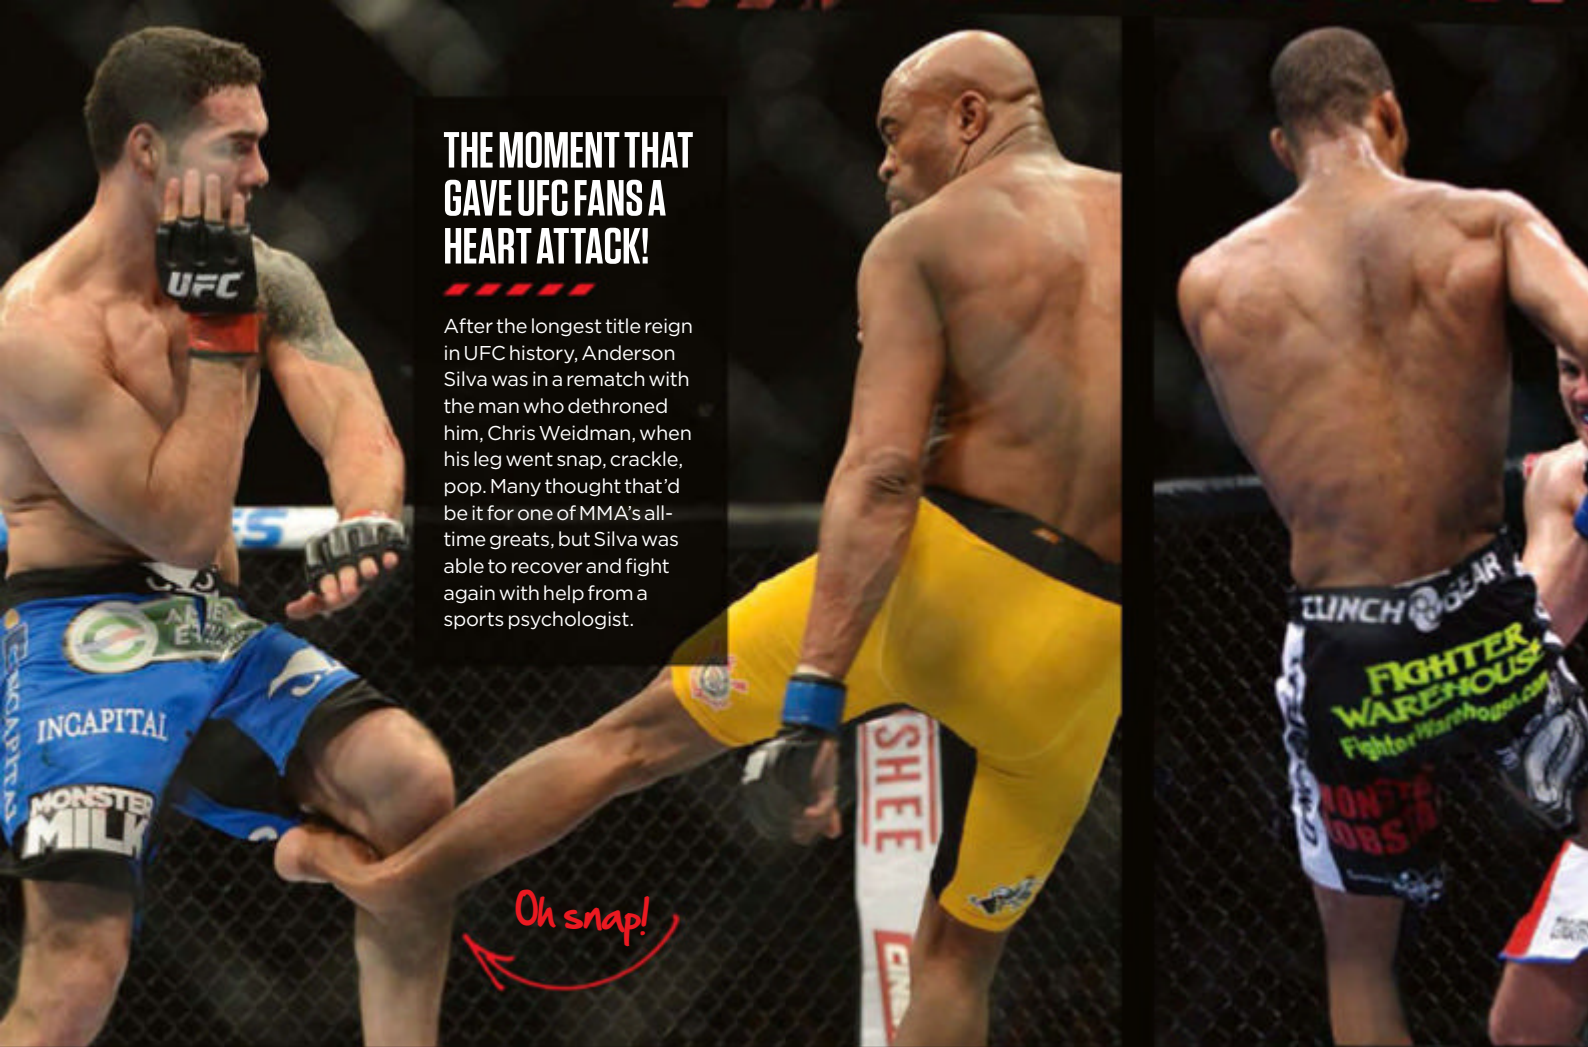 THE MOMENT THAT
GAVE UFC FANS A
HEART ATTACK!
After the longest title reign
in UFC history, Anderson
Silva was in a rematch with
the man who dethroned
him, Chris Weidman, when
his leg went snap, crackle,
pop. Many thought that'd
be it for one of MMA's all-
time greats, but Silva was
able to recover and fight
again with help from a
sports psychologist.
Oh snap!
UFC
INCAPITAL
INCAPITAL
MONSTER
MILK
SHEE
CLINCH GEAR
FIGHTER
WAREHOUSE